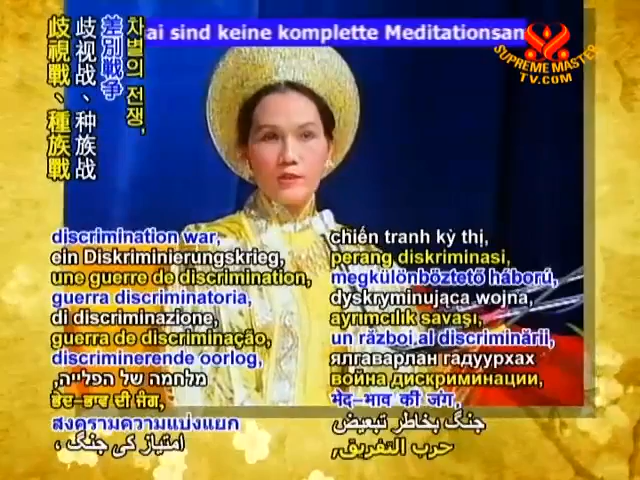 ai sind keine komplette Meditationsan
SUPREME MASTER
TV.COM
차별의 전쟁,
差別戦争
歧视战、种族战
歧視戰、種族戰
discrimination war,
ein Diskriminierungskrieg,
une guerre de discrimination,
guerra discriminatoria,
di discriminazione,
guerra de discriminação,
discriminerende oorlog,
מלחמה של הפלייה,
ਭੇਦ-ਭਾਵ ਦੀ ਜੰਗ,
สงครามความแบ่งแยก
امتیاز کی جنگ ،
chiến tranh kỳ thị,
perang diskriminasi,
megkülönböztető háború,
dyskryminująca wojna,
ayrımcılık savaşı,
un război al discriminării,
ялгаварлан гадуурхах
война дискриминации,
भेद-भाव की जंग,
جنگ بخاطر تبعیض
حرب التفريق,